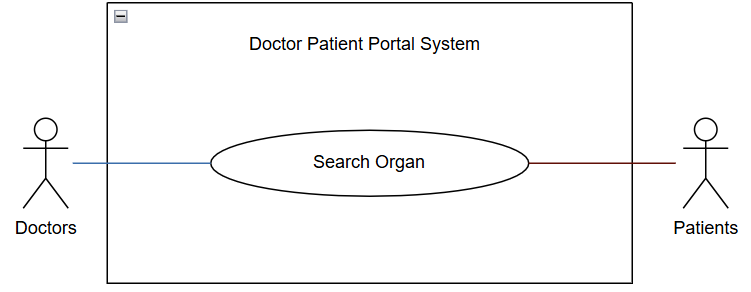 Doctor Patient Portal System
Search Organ
Doctors
Patients